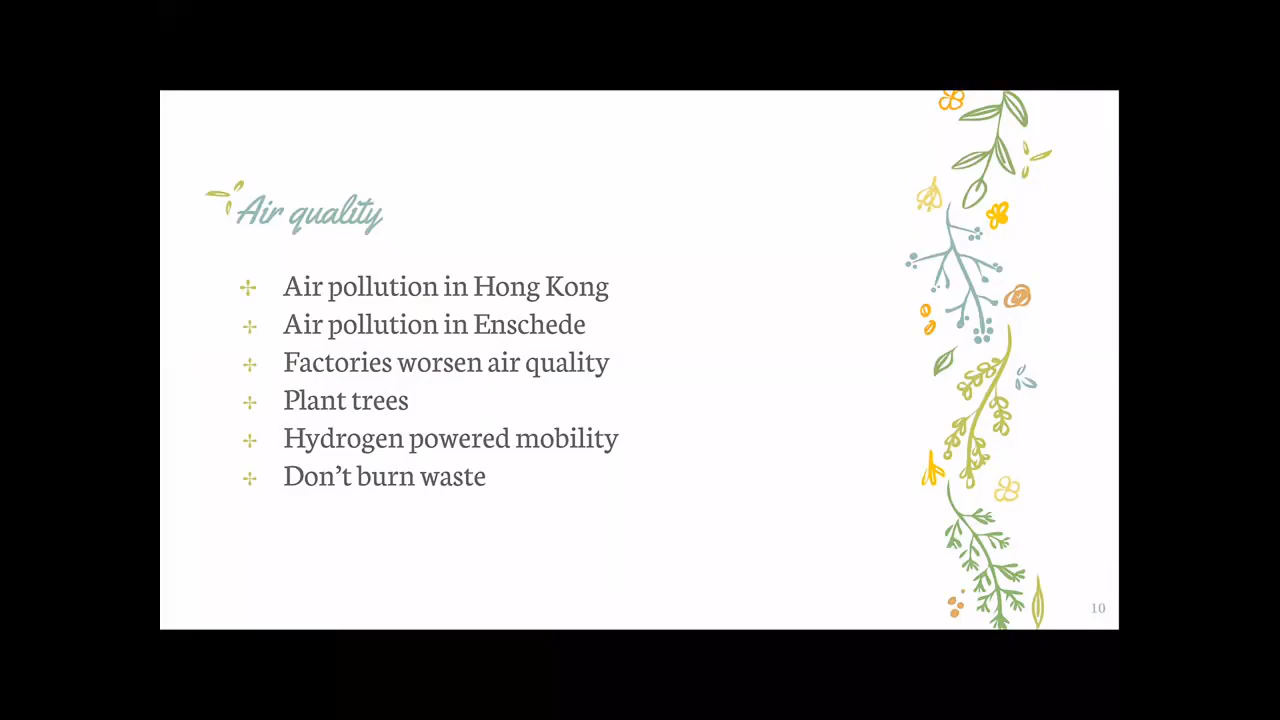 Air quality
Air pollution in Hong Kong
Air pollution in Enschede
Factories worsen air quality
Plant trees
Hydrogen powered mobility
Don’t burn waste
10